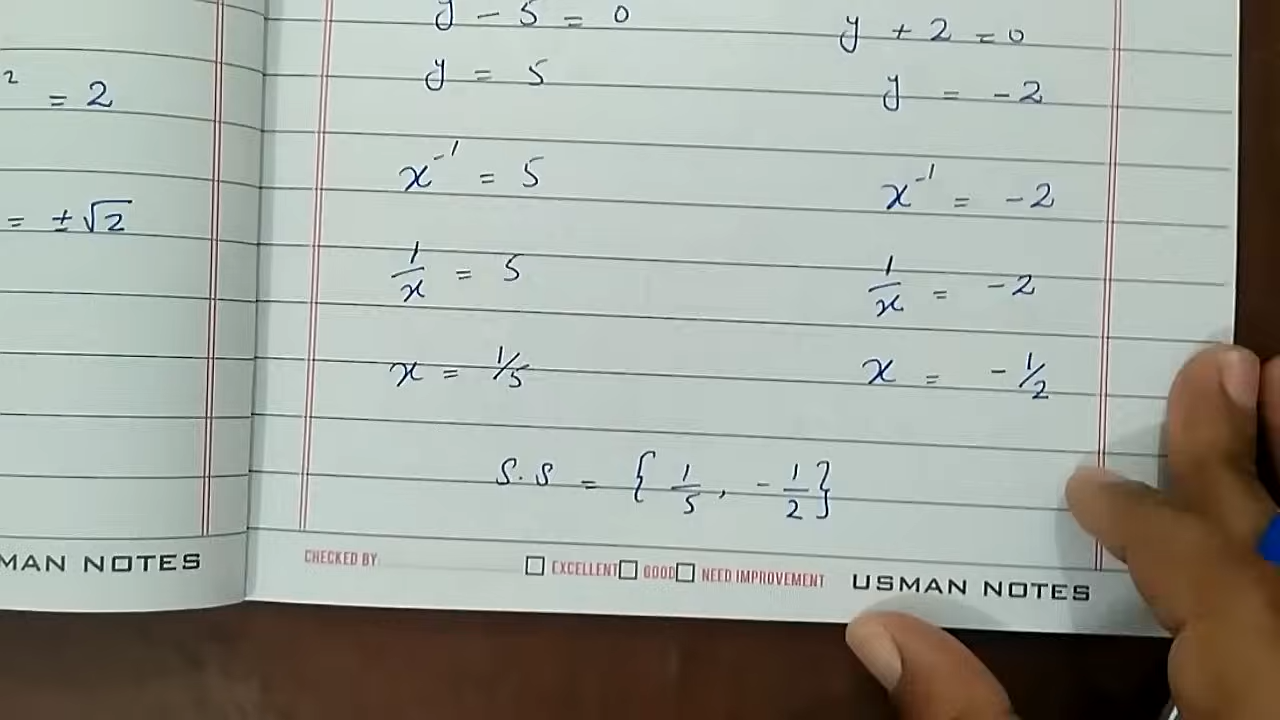 ² = 2
= ±√2
y - 5 = 0    y + 2 = 0
y = 5    y = -2
x⁻¹ = 5    x⁻¹ = -2
1/x = 5    1/x = -2
x = 1/5    x = -1/2
S.S = { 1/5, -1/2 }
MAN NOTES
CHECKED BY:    EXCELLENT    GOOD    NEED IMPROVEMENT    USMAN NOTES